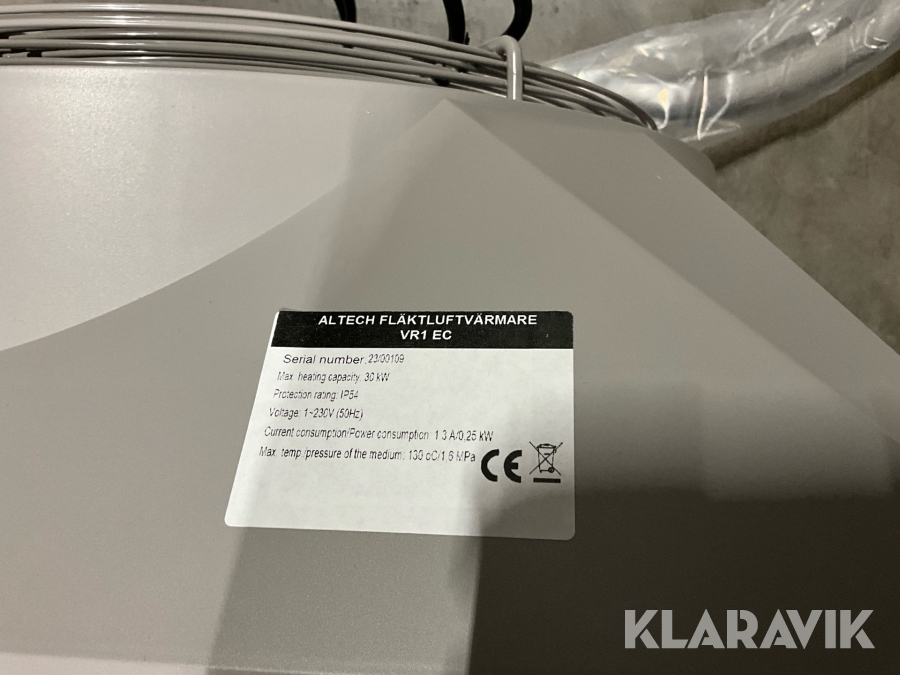 ALTECH FLÄKTLUFTVÄRMARE
VR1 EC
Serial number: 23/00109
Max. heating capacity: 30 kW
Protection rating: IP54
Voltage: 1~230V (50Hz)
Current consumption/Power consumption: 1.3 A/0.25 kW
Max. temp./pressure of the medium: 130 oC/1.6 MPa
CE
KLARAVIK